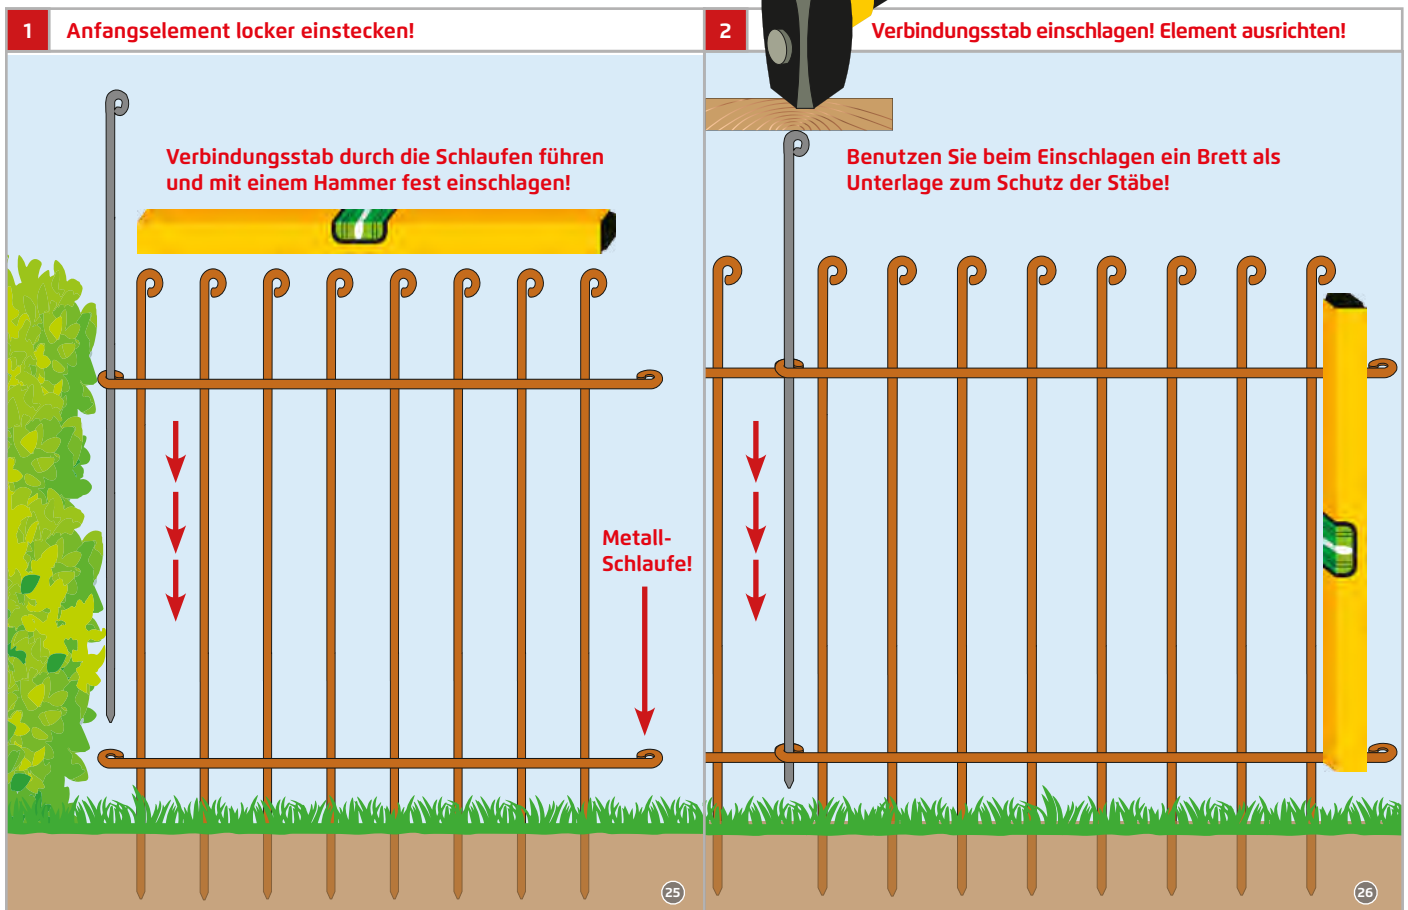 1 Anfangselement locker einstecken!
Verbindungsstab durch die Schlaufen führen
und mit einem Hammer fest einschlagen!
Metall-
Schlaufe!
25
2 Verbindungsstab einschlagen! Element ausrichten!
Benutzen Sie beim Einschlagen ein Brett als
Unterlage zum Schutz der Stäbe!
26